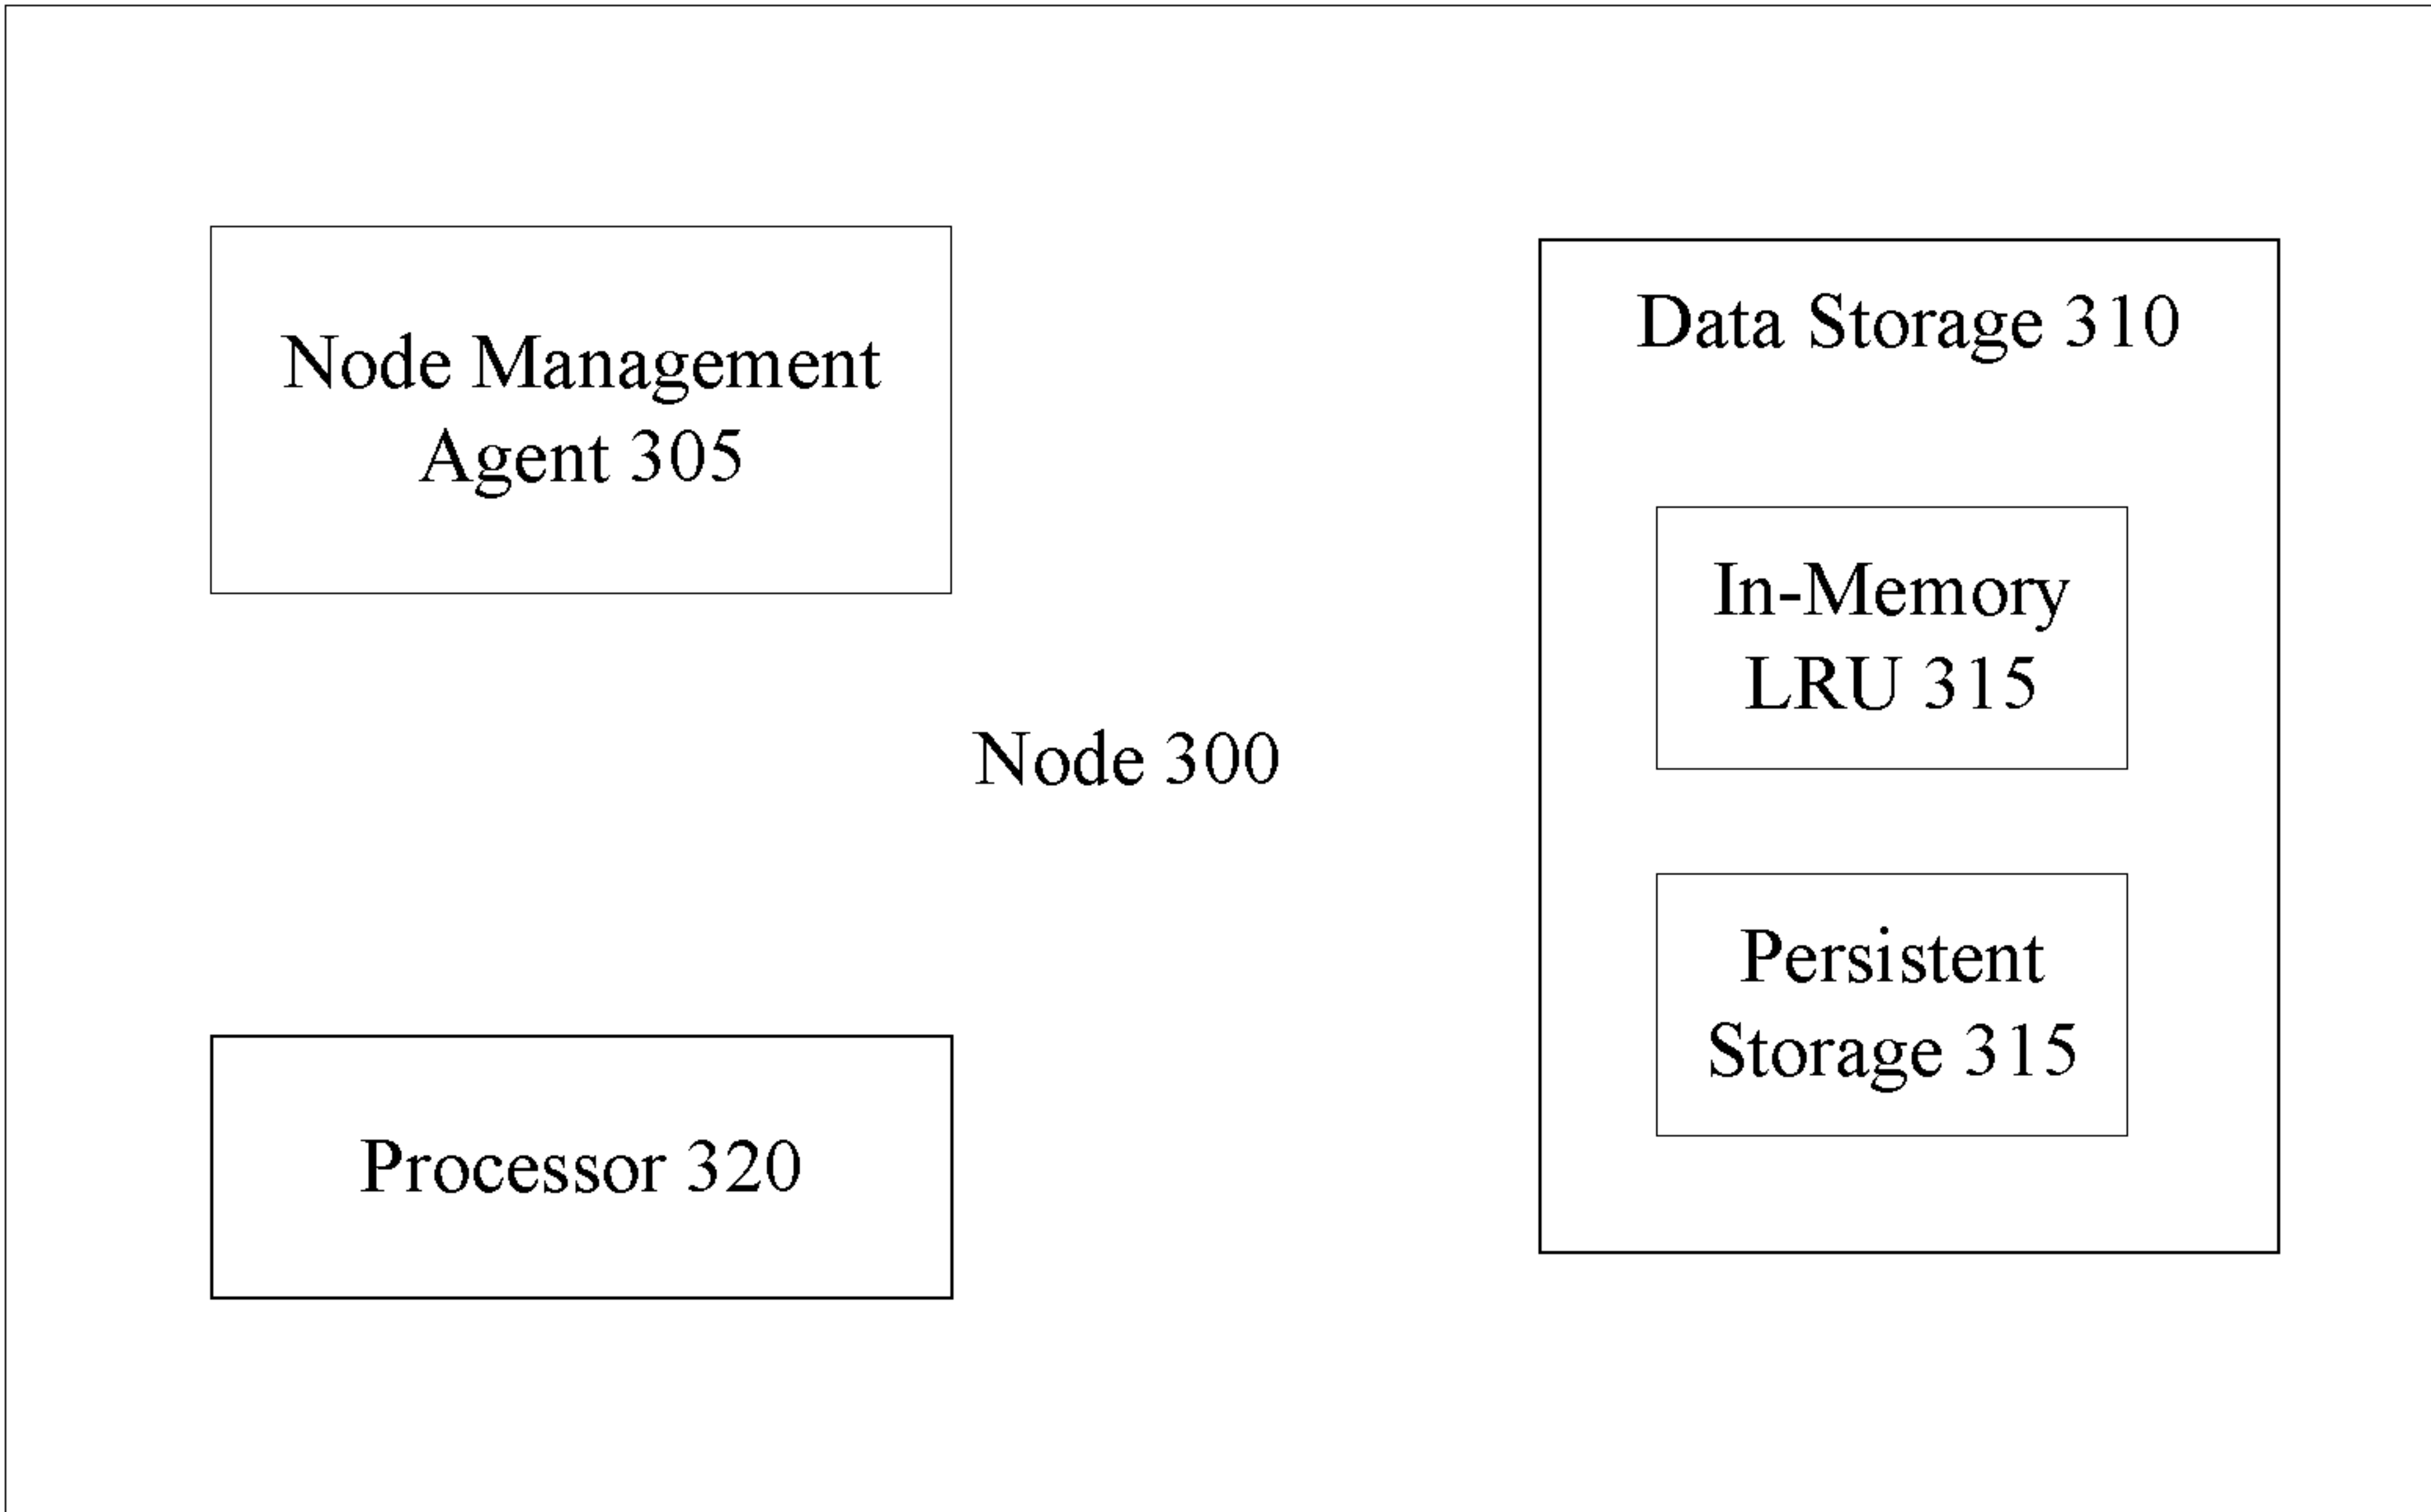 Node Management
Agent 305
Data Storage 310
In-Memory
LRU 315
Node 300
Persistent
Storage 315
Processor 320